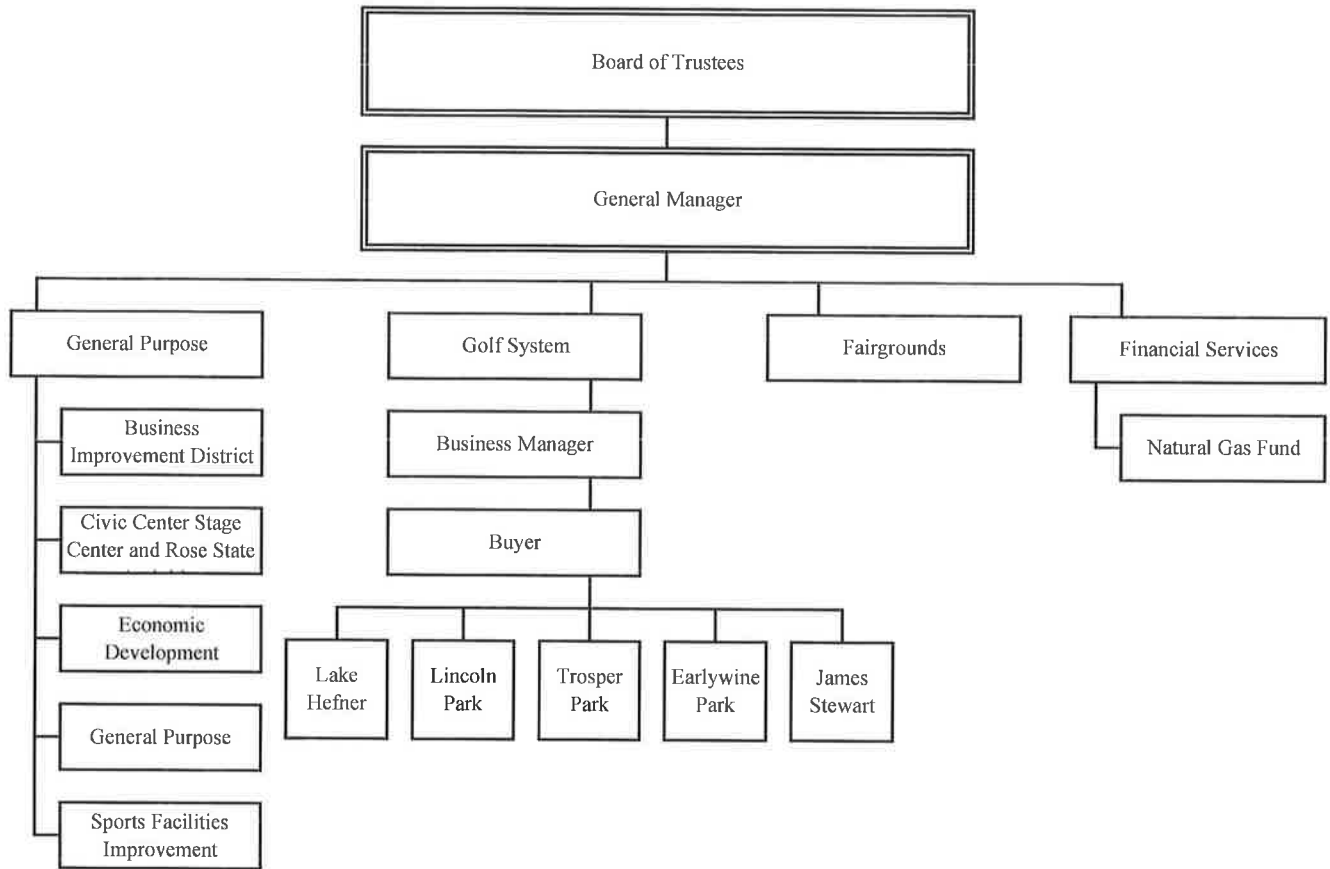 Board of Trustees
General Manager
General Purpose
Golf System
Fairgrounds
Financial Services
Business
Improvement District
Business Manager
Natural Gas Fund
Civic Center Stage
Center and Rose State
Buyer
Economic
Development
Lake
Hefner
Lincoln
Park
Trosper
Park
Earlywine
Park
James
Stewart
General Purpose
Sports Facilities
Improvement